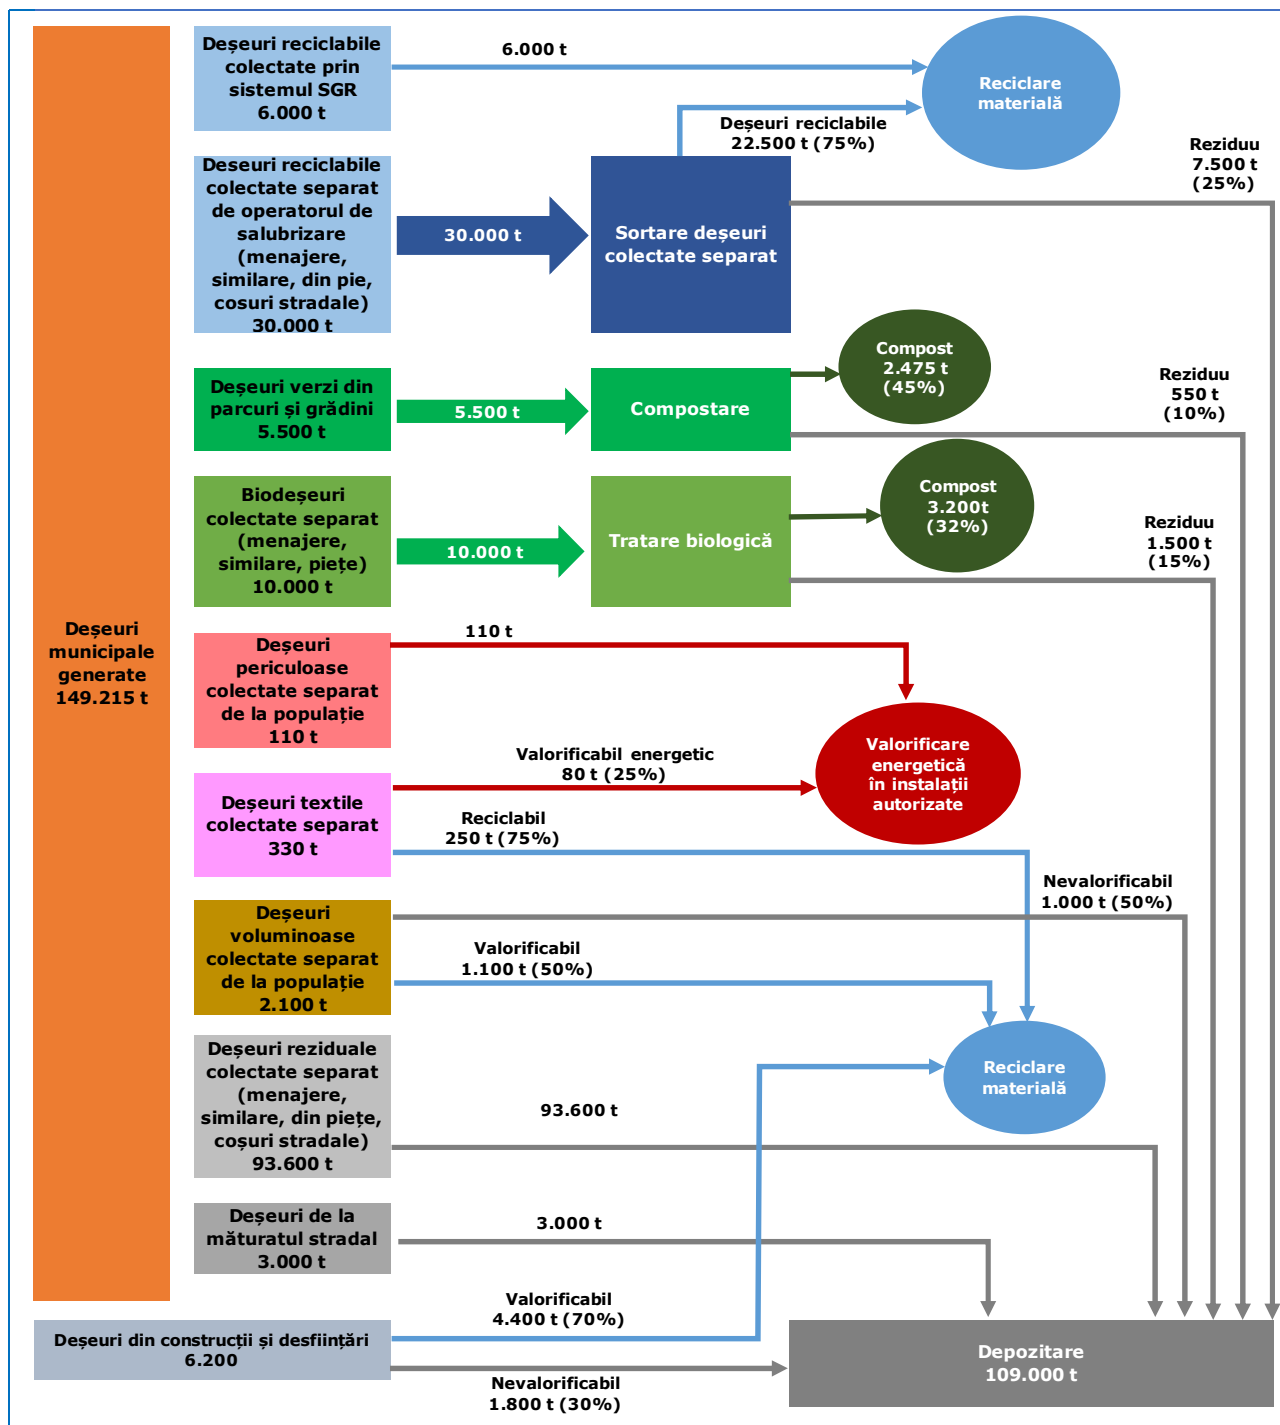 Deșeuri
municipale
generate
149.215 t
Deșeuri reciclabile
colectate prin
sistemul SGR
6.000 t
6.000 t
Reciclare
materială
Deșeuri reciclabile
22.500 t (75%)
Reziduu
7.500 t
(25%)
Deseuri reciclabile
colectate separat
de operatorul de
salubrizare
(menajere,
similare, din pie,
cosuri stradale)
30.000 t
30.000 t
Sortare deșeuri
colectate separat
Deșeuri verzi din
parcuri și grădini
5.500 t
5.500 t
Compostare
Compost
2.475 t
(45%)
Reziduu
550 t
(10%)
Biodeșeuri
colectate separat
(menajere,
similare, piețe)
10.000 t
10.000 t
Tratare biologică
Compost
3.200t
(32%)
Reziduu
1.500 t
(15%)
Deșeuri
periculoase
colectate separat
de la populație
110 t
110 t
Valorificare
energetică
în instalații
autorizate
Deșeuri textile
colectate separat
330 t
Valorificabil energetic
80 t (25%)
Reciclabil
250 t (75%)
Deșeuri
voluminoase
colectate separat
de la populație
2.100 t
Nevalorificabil
1.000 t (50%)
Valorificabil
1.100 t (50%)
Reciclare
materială
Deșeuri reziduale
colectate separat
(menajere,
similare, din piețe,
coșuri stradale)
93.600 t
93.600 t
Deșeuri de la
măturatul stradal
3.000 t
3.000 t
Deșeuri din construcții și desființări
6.200
Valorificabil
4.400 t (70%)
Nevalorificabil
1.800 t (30%)
Depozitare
109.000 t